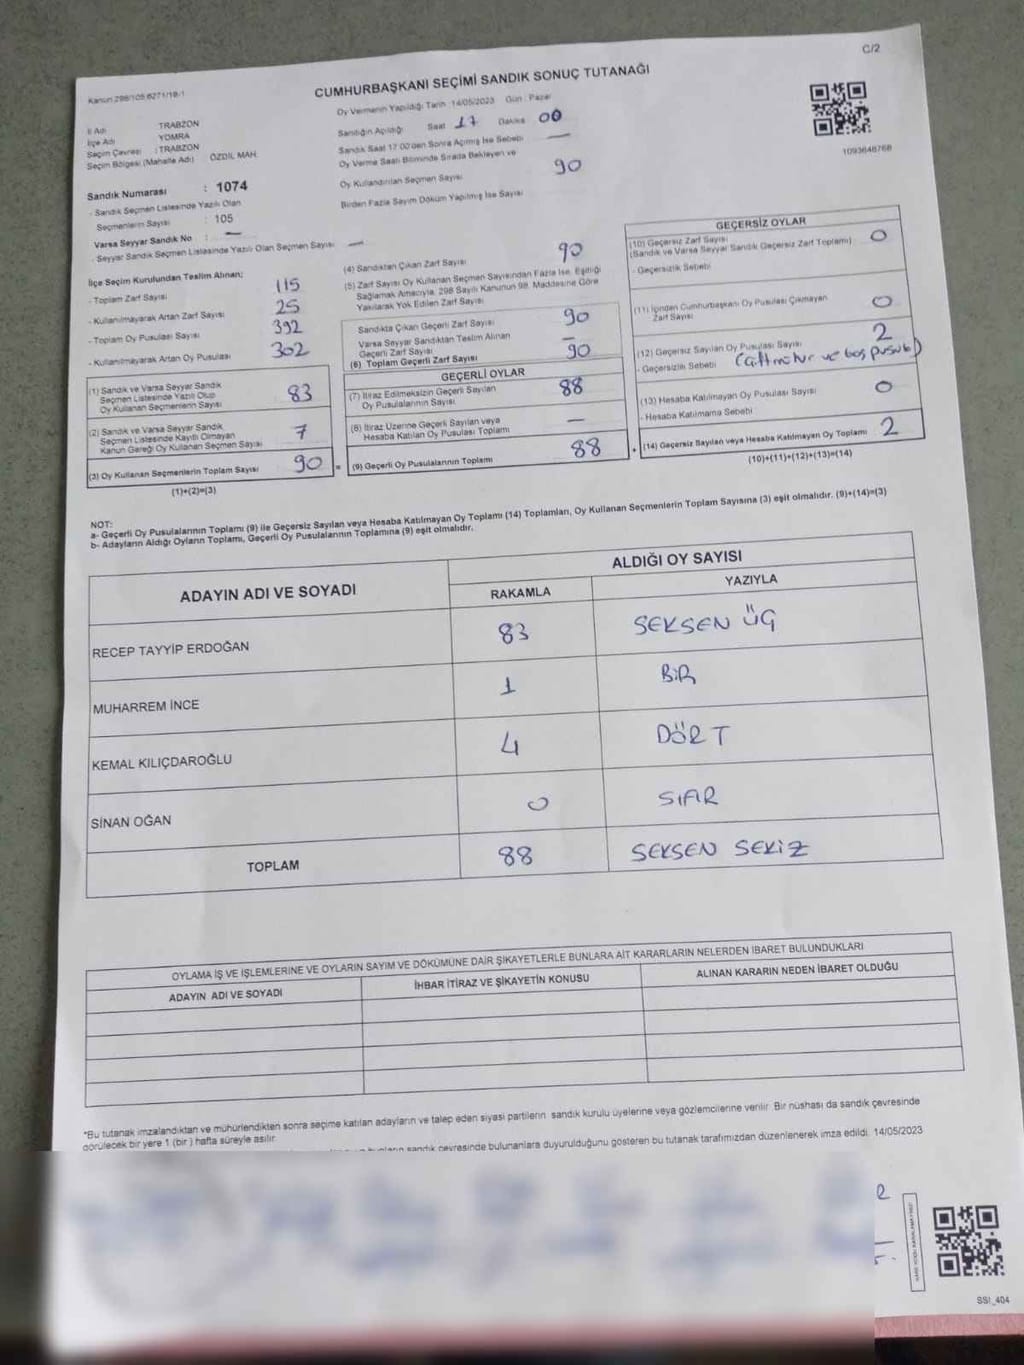 C/2
Kanun 298/105 6271/19/1
CUMHURBAŞKANI SEÇİMİ SANDIK SONUÇ TUTANAĞI
Oy Vermenin Yapıldığı Tarih 14/05/2023 Gün : Pazar
İl Adı TRABZON
İlçe Adı YOMRA
Seçim Çevresi : TRABZON
Seçim Bölgesi (Mahalle Adı) ÖZDİL MAH.
Sandığın Açıldığı Saat 17 Dakika 00
Sandık Saat 17.00'den Sonra Açılmış İse Sebebi —
Oy Verme Saati Bitiminde Sırada Bekleyen ve
Oy Kullandırılan Seçmen Sayısı 90
Birden Fazla Sayım Döküm Yapılmış İse Sayısı
1093648768
Sandık Numarası : 1074
- Sandık Seçmen Listesinde Yazılı Olan
Seçmenlerin Sayısı : 105
Varsa Seyyar Sandık No : —
- Seyyar Sandık Seçmen Listesinde Yazılı Olan Seçmen Sayısı —
İlçe Seçim Kurulundan Teslim Alınan;
- Toplam Zarf Sayısı 115
- Kullanılmayarak Artan Zarf Sayısı 25
- Toplam Oy Pusulası Sayısı 392
- Kullanılmayarak Artan Oy Pusulası 302
(1) Sandık ve Varsa Seyyar Sandık
Seçmen Listesinde Yazılı Olup
Oy Kullanan Seçmenlerin Sayısı 83
(2) Sandık ve Varsa Seyyar Sandık
Seçmen Listesinde Kayıtlı Olmayan
Kanun Gereği Oy Kullanan Seçmen Sayısı 7
(3) Oy Kullanan Seçmenlerin Toplam Sayısı 90 =
(1)+(2)=(3)
(4) Sandıktan Çıkan Zarf Sayısı 90
(5) Zarf Sayısı Oy Kullanan Seçmen Sayısından Fazla İse, Eşitliği
Sağlamak Amacıyla, 298 Sayılı Kanunun 98. Maddesine Göre
Yakılarak Yok Edilen Zarf Sayısı
Sandıkta Çıkan Geçerli Zarf Sayısı 90
Varsa Seyyar Sandıktan Teslim Alınan
Geçerli Zarf Sayısı —
(6) Toplam Geçerli Zarf Sayısı 90
GEÇERLİ OYLAR
(7) İtiraz Edilmeksizin Geçerli Sayılan
Oy Pusulalarının Sayısı 88
(8) İtiraz Üzerine Geçerli Sayılan veya
Hesaba Katılan Oy Pusulası Toplamı —
(9) Geçerli Oy Pusulalarının Toplamı 88 +
GEÇERSİZ OYLAR
(10) Geçersiz Zarf Sayısı
(Sandık ve Varsa Seyyar Sandık Geçersiz Zarf Toplamı) 0
- Geçersizlik Sebebi
(11) İçinden Cumhurbaşkanı Oy Pusulası Çıkmayan
Zarf Sayısı 0
(12) Geçersiz Sayılan Oy Pusulası Sayısı 2
- Geçersizlik Sebebi (Çift mühür ve boş pusula)
(13) Hesaba Katılmayan Oy Pusulası Sayısı 0
- Hesaba Katılmama Sebebi
(14) Geçersiz Sayılan veya Hesaba Katılmayan Oy Toplamı 2
(10)+(11)+(12)+(13)=(14)
NOT:
a- Geçerli Oy Pusulalarının Toplamı (9) ile Geçersiz Sayılan veya Hesaba Katılmayan Oy Toplamı (14) Toplamları, Oy Kullanan Seçmenlerin Toplam Sayısına (3) eşit olmalıdır. (9)+(14)=(3)
b- Adayların Aldığı Oyların Toplamı, Geçerli Oy Pusulalarının Toplamına (9) eşit olmalıdır.
ADAYIN ADI VE SOYADI
ALDIĞI OY SAYISI
RAKAMLA YAZIYLA
RECEP TAYYİP ERDOĞAN 83 SEKSEN ÜÇ
MUHARREM İNCE 1 BİR
KEMAL KILIÇDAROĞLU 4 DÖRT
SİNAN OĞAN 0 SIFIR
TOPLAM 88 SEKSEN SEKİZ
OYLAMA İŞ VE İŞLEMLERİNE VE OYLARIN SAYIM VE DÖKÜMÜNE DAİR ŞİKAYETLERLE BUNLARA AİT KARARLARIN NELERDEN İBARET BULUNDUKLARI
ADAYIN ADI VE SOYADI İHBAR İTİRAZ VE ŞİKAYETİN KONUSU ALINAN KARARIN NEDEN İBARET OLDUĞU
*Bu tutanak imzalandıktan ve mühürlendikten sonra seçime katılan adayların ve talep eden siyasi partilerin sandık kurulu üyelerine veya gözlemcilerine verilir. Bir nüshası da sandık çevresinde
görülecek bir yere 1 (bir) hafta süreyle asılır.
sandık çevresinde bulunanlara duyurulduğunu gösteren bu tutanak tarafımızdan düzenlenerek imza edildi. 14/05/2023
SSI_404